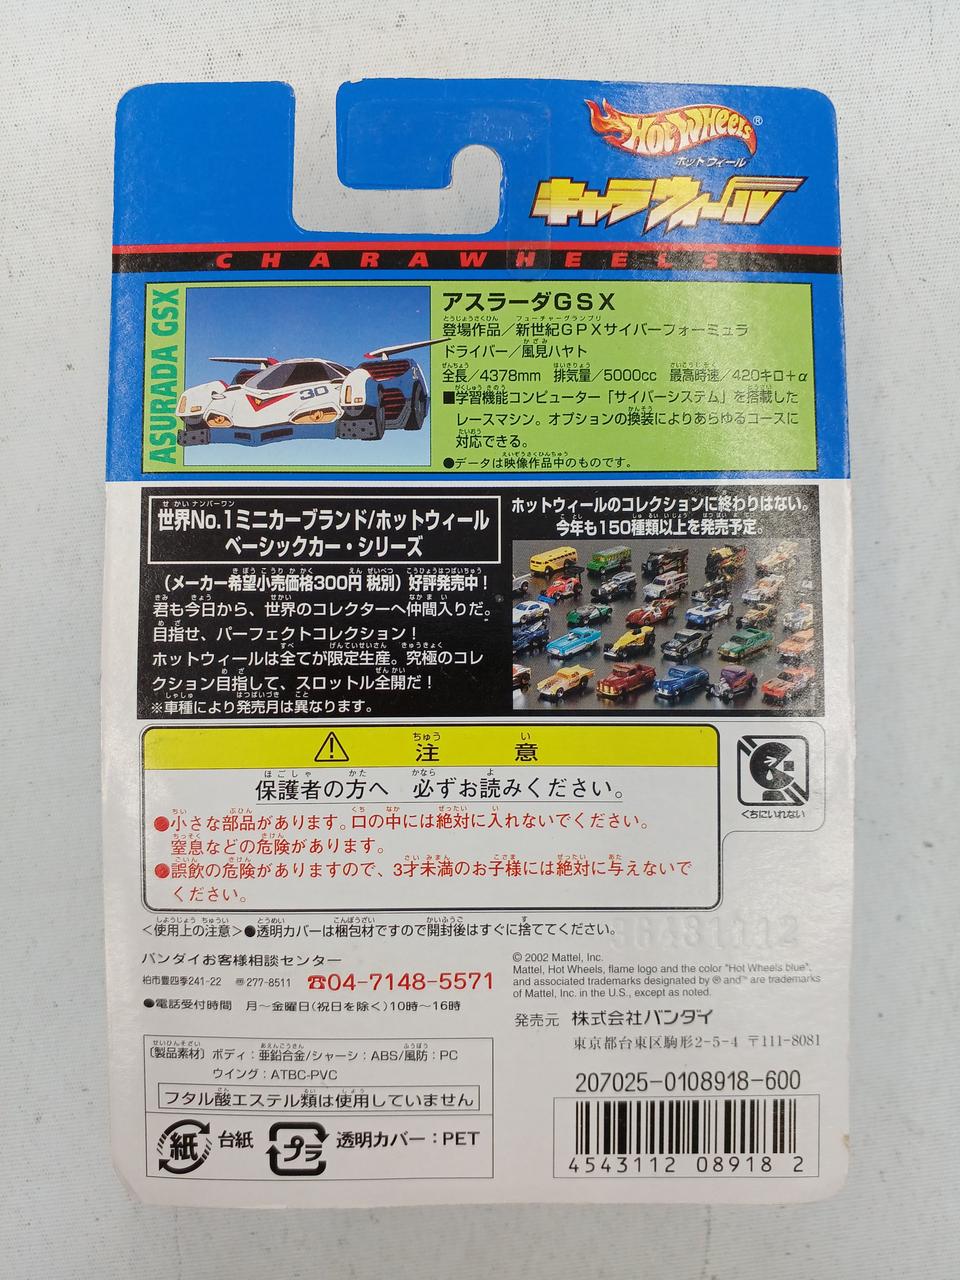 Hot Wheels®
ホットウィール
キャラウィール
CHARAWHEELS
ASURADA GSX
30
アスラーダGSX
登場作品／新世紀GPXサイバーフォーミュラ
ドライバー／風見ハヤト
全長／4378mm 排気量／5000cc 最高時速／420キロ+α
■学習機能コンピューター「サイバーシステム」を搭載した
レースマシン。オプションの換装によりあらゆるコースに
対応できる。
●データは映像作品中のものです。
世界No.1ミニカーブランド/ホットウィール
ベーシックカー・シリーズ
（メーカー希望小売価格300円 税別）好評発売中！
君も今日から、世界のコレクターへ仲間入りだ。
目指せ、パーフェクトコレクション！
ホットウィールは全てが限定生産。究極のコレ
クション目指して、スロットル全開だ！
※車種により発売月は異なります。
ホットウィールのコレクションに終わりはない。
今年も150種類以上を発売予定。
⚠ 注意
保護者の方へ 必ずお読みください。
●小さな部品があります。口の中には絶対に入れないでください。
窒息などの危険があります。
●誤飲の危険がありますので、3才未満のお子様には絶対に与えないで
ください。
くちにいれない
<使用上の注意>●透明カバーは梱包材ですので開封後はすぐに捨ててください。
バンダイお客様相談センター
柏市豊四季241-22 〠277-8511 ☎04-7148-5571
●電話受付時間 月～金曜日(祝日を除く)10時～16時
© 2002 Mattel, Inc.
Mattel, Hot Wheels, flame logo and the color "Hot Wheels blue",
and associated trademarks designated by ® and ™ are trademarks
of Mattel, Inc. in the U.S., except as noted.
発売元 株式会社バンダイ
東京都台東区駒形2-5-4 〒111-8081
〔製品素材〕ボディ：亜鉛合金/シャーシ：ABS/風防：PC
ウイング：ATBC-PVC
フタル酸エステル類は使用していません
紙 台紙 プラ 透明カバー：PET
207025-0108918-600
4543112 08918 2